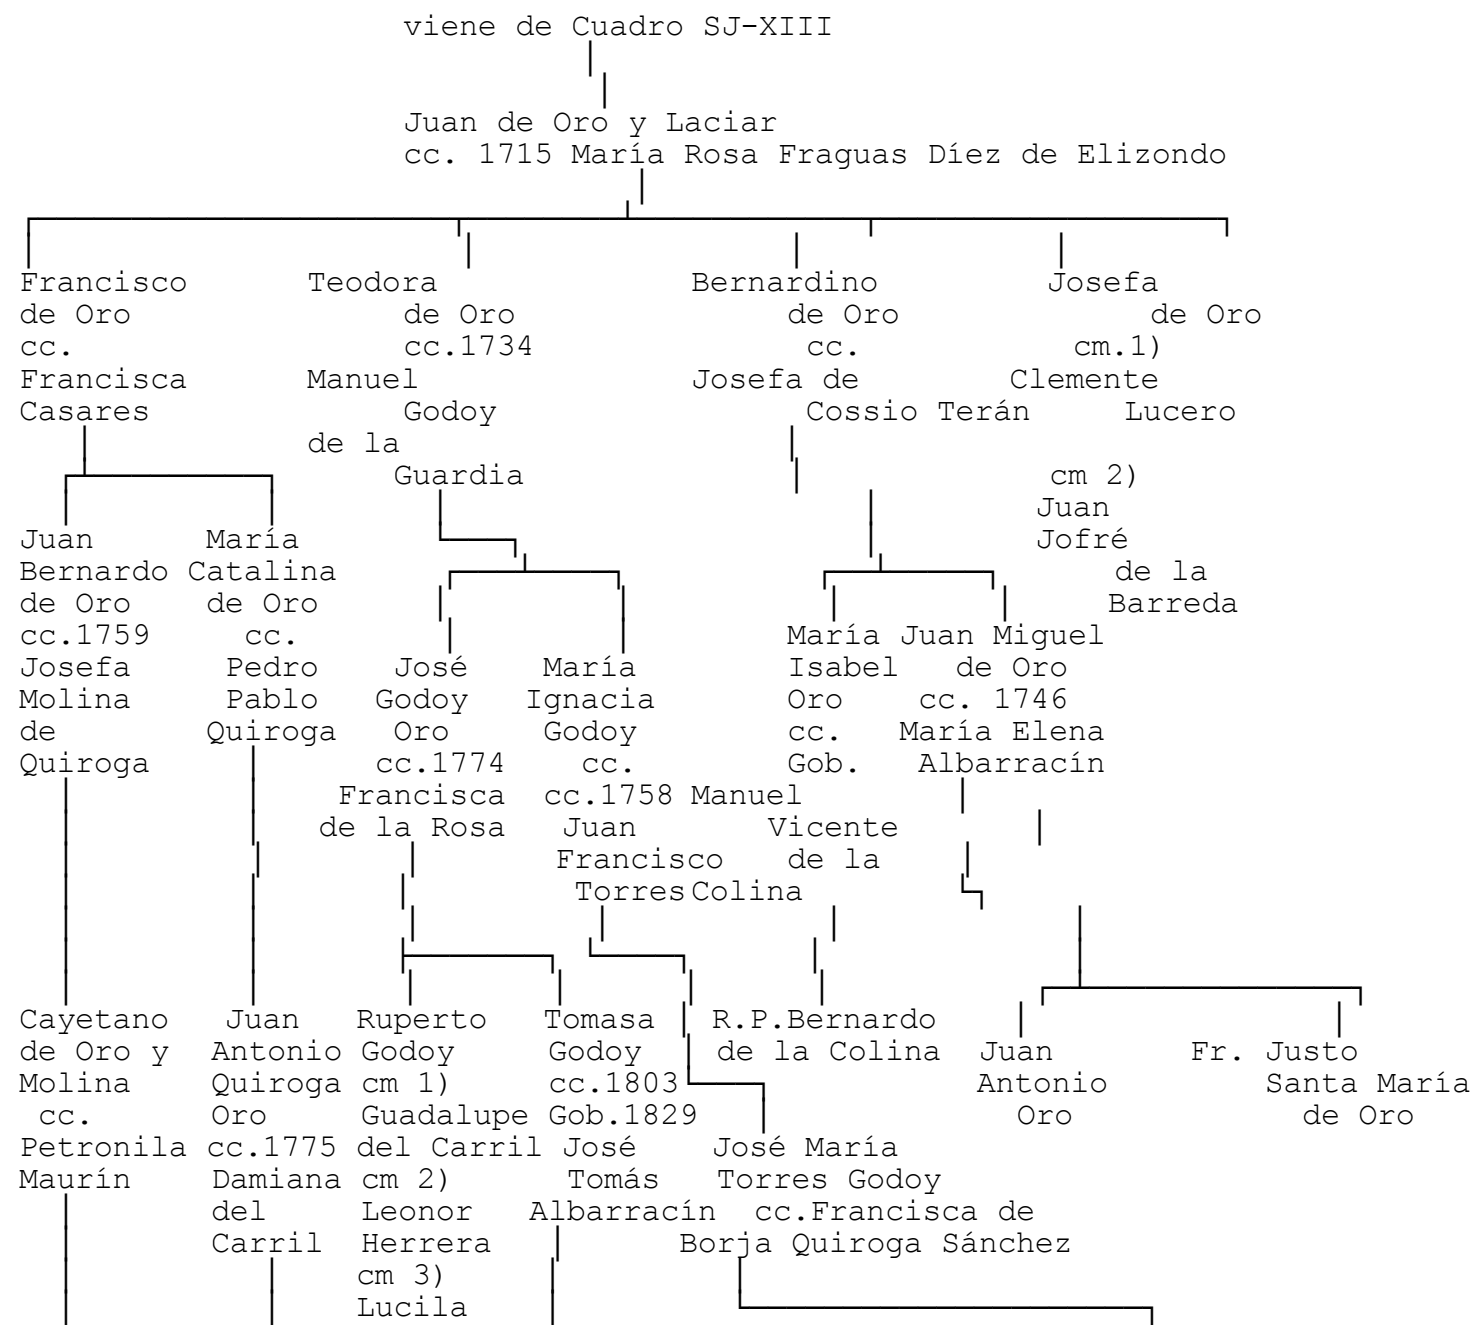 viene de Cuadro SJ-XIII
Juan de Oro y Laciar
cc. 1715 María Rosa Fraguas Díez de Elizondo
Francisco Teodora Bernardino Josefa
de Oro de Oro de Oro de Oro
cc. cc.1734 cc. cm.1)
Francisca Manuel Josefa de Clemente
Casares Godoy Cossio Terán Lucero
de la
Guardia cm 2)
Juan
Juan María Jofré
Bernardo Catalina de la
de Oro de Oro Barreda
cc.1759 cc. María Juan Miguel
Josefa Pedro José María Isabel de Oro
Molina Pablo Godoy Ignacia Oro cc. 1746
de Quiroga Oro Godoy cc. María Elena
Quiroga cc.1774 cc. Gob. Albarracín
Francisca cc.1758 Manuel
de la Rosa Juan Vicente
Francisco de la
Torres Colina
Cayetano Juan Ruperto Tomasa R.P.Bernardo
de Oro y Antonio Godoy Godoy de la Colina Juan Fr. Justo
Molina Quiroga cm 1) cc.1803 Antonio Santa María
cc. Oro Guadalupe Gob.1829 Oro de Oro
Petronila cc.1775 del Carril José José María
Maurín Damiana cm 2) Tomás Torres Godoy
del Leonor Albarracín cc.Francisca de
Carril Herrera Borja Quiroga Sánchez
cm 3)
Lucila